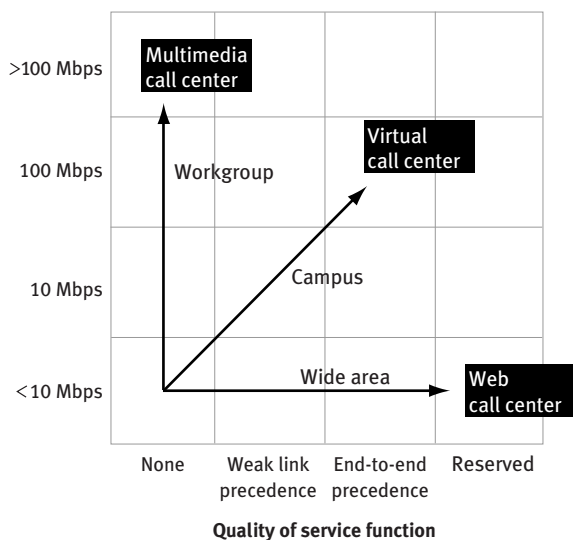 >100 Mbps
Multimedia
call center
Virtual
call center
100 Mbps
Workgroup
10 Mbps
Campus
<10 Mbps
Wide area
Web
call center
None
Weak link
precedence
End-to-end
precedence
Reserved
Quality of service function